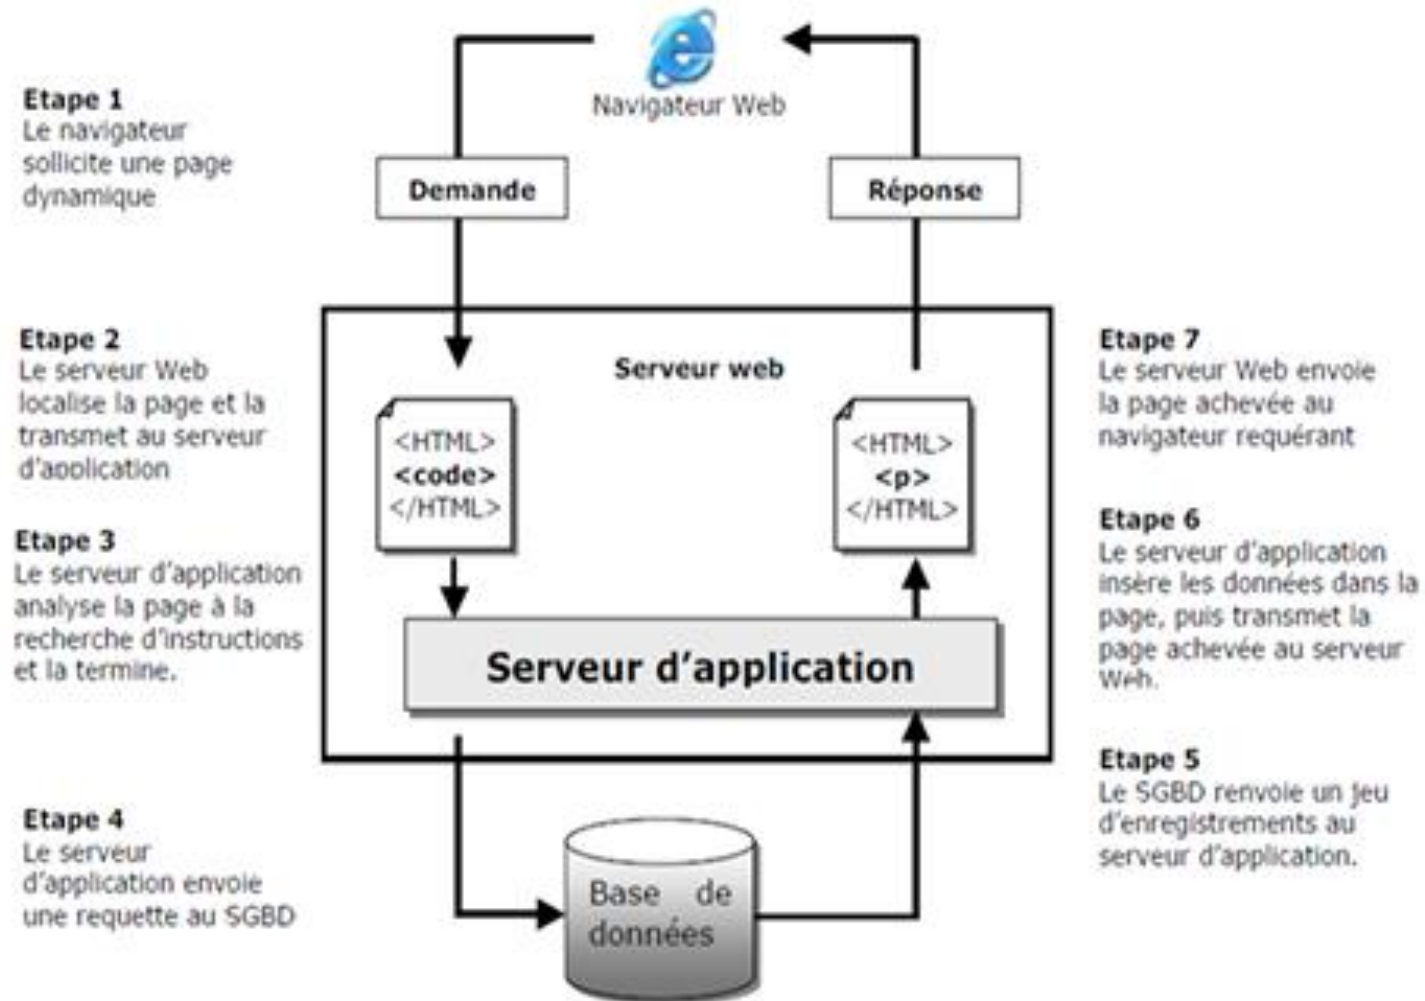 Navigateur Web
Etape 1
Le navigateur
sollicite une page
dynamique
Demande
Réponse
Etape 2
Le serveur Web
localise la page et la
transmet au serveur
d'application
Serveur web
<HTML>
<code>
</HTML>
<HTML>
<p>
</HTML>
Etape 3
Le serveur d'application
analyse la page à la
recherche d'instructions
et la termine.
Serveur d'application
Etape 4
Le serveur
d'application envoie
une requette au SGBD
Base de
données
Etape 5
Le SGBD renvoie un jeu
d'enregistrements au
serveur d'application.
Etape 6
Le serveur d'application
insère les données dans la
page, puis transmet la
page achevée au serveur
Web.
Etape 7
Le serveur Web envoie
la page achevée au
navigateur requérant